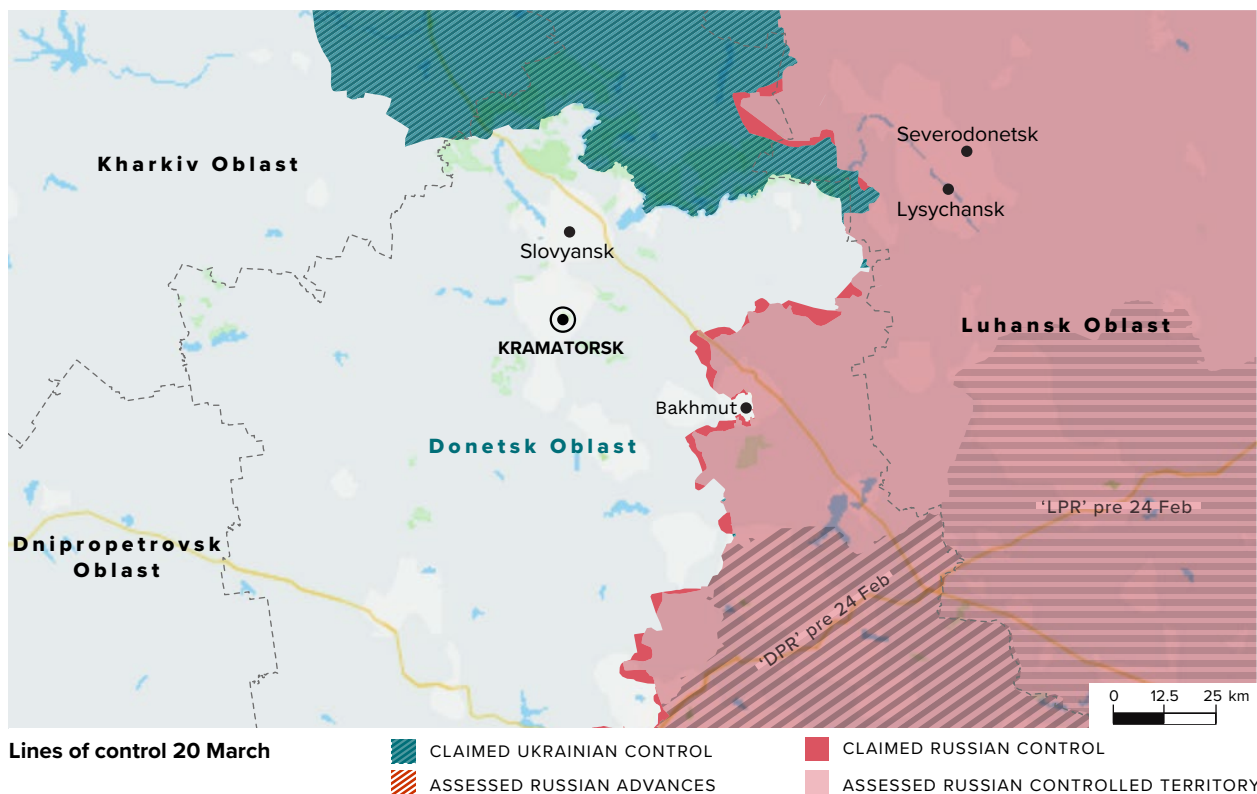 Severodonetsk
Kharkiv Oblast
Lysychansk
Slovyansk
Luhansk Oblast
KRAMATORSK
Bakhmut
Donetsk Oblast
'LPR' pre 24 Feb
Dnipropetrovsk
Oblast
'DPR' pre 24 Feb
0 12.5 25 km
Lines of control 20 March
CLAIMED UKRAINIAN CONTROL
CLAIMED RUSSIAN CONTROL
ASSESSED RUSSIAN ADVANCES
ASSESSED RUSSIAN CONTROLLED TERRITORY